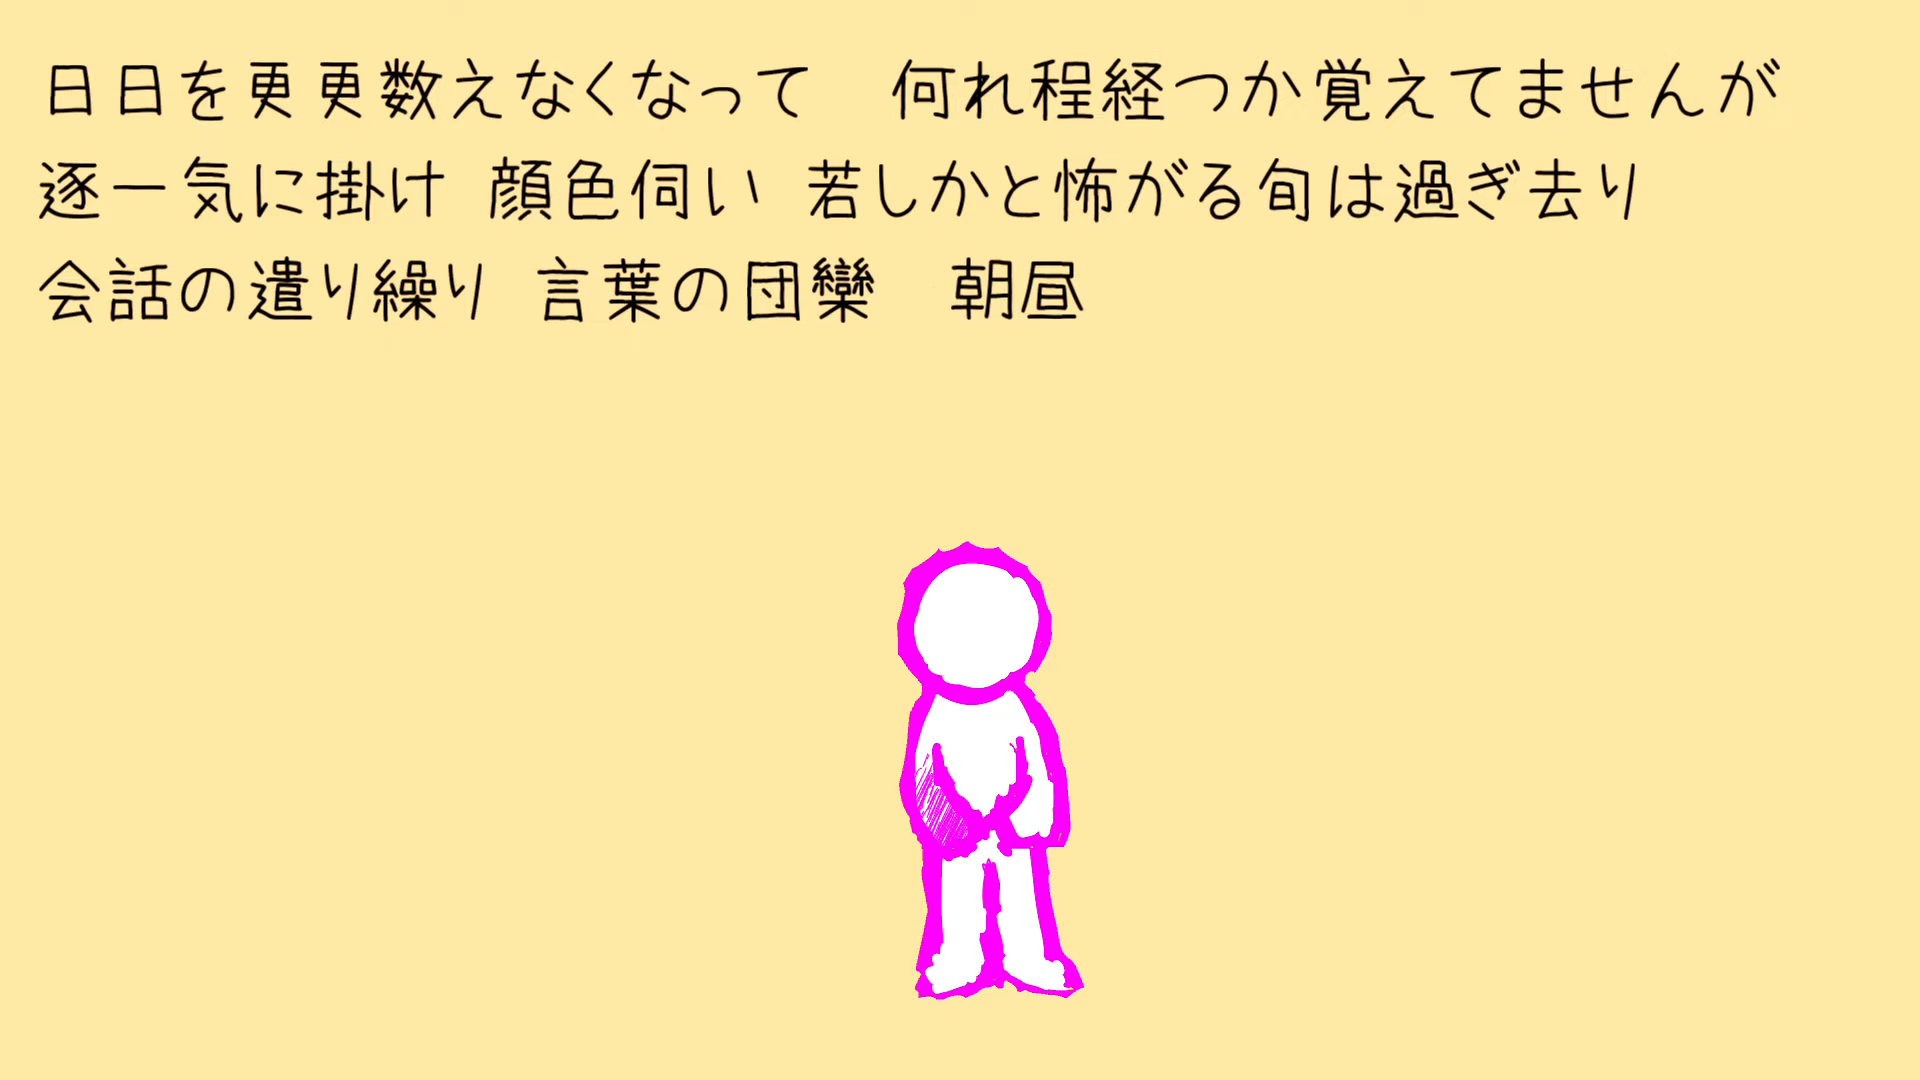 日日を更更数えなくなって　何れ程経つか覚えてませんが
逐一気に掛け 顔色伺い 若しかと怖がる旬は過ぎ去り
会話の遣り繰り 言葉の団欒　朝昼